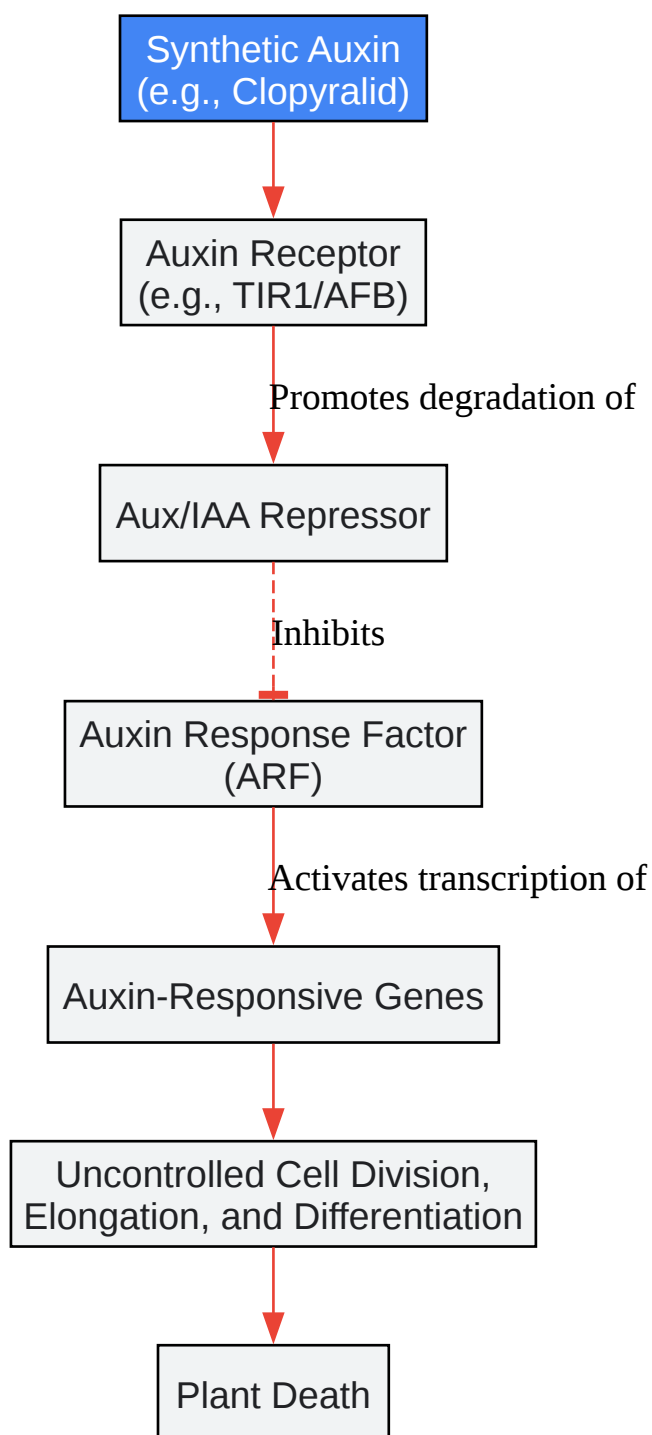 Synthetic Auxin
(e.g., Clopyralid)
Auxin Receptor
(e.g., TIR1/AFB)
Promotes degradation of
Aux/IAA Repressor
Inhibits
Auxin Response Factor
(ARF)
Activates transcription of
Auxin-Responsive Genes
Uncontrolled Cell Division,
Elongation, and Differentiation
Plant Death